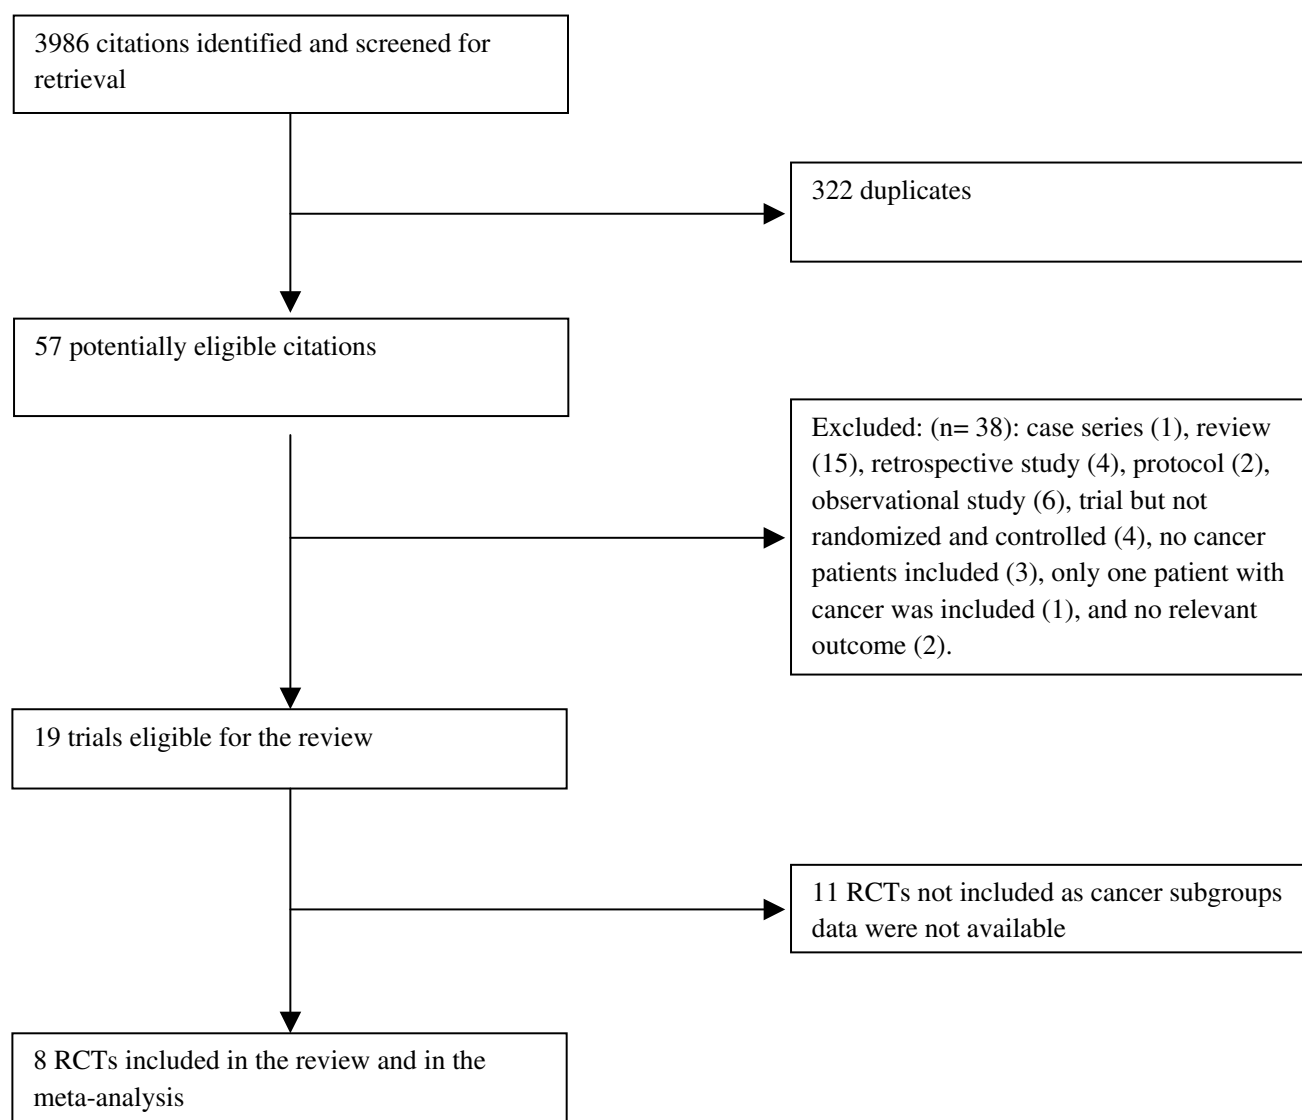 3986 citations identified and screened for
retrieval
322 duplicates
57 potentially eligible citations
Excluded: (n= 38): case series (1), review
(15), retrospective study (4), protocol (2),
observational study (6), trial but not
randomized and controlled (4), no cancer
patients included (3), only one patient with
cancer was included (1), and no relevant
outcome (2).
19 trials eligible for the review
11 RCTs not included as cancer subgroups
data were not available
8 RCTs included in the review and in the
meta-analysis